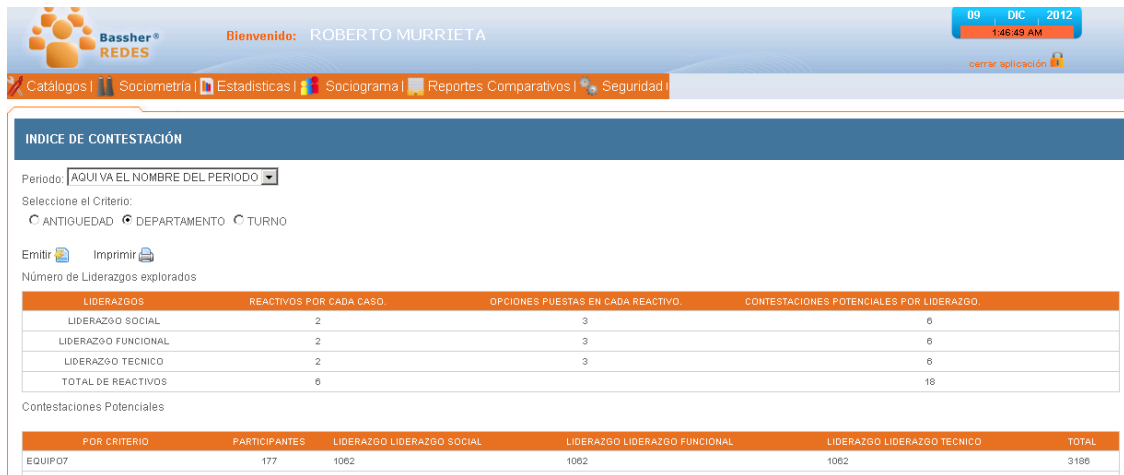 09 DIC 2012
1:46:49 AM
Bassher®
REDES
Bienvenido: ROBERTO MURRIETA
cerrar aplicación
Catálogos | Sociometría | Estadisticas | Sociograma | Reportes Comparativos | Seguridad |
INDICE DE CONTESTACIÓN
Periodo: AQUI VA EL NOMBRE DEL PERIODO
Seleccione el Criterio:
ANTIGUEDAD DEPARTAMENTO TURNO
Emitir Imprimir
Número de Liderazgos explorados
LIDERAZGOS REACTIVOS POR CADA CASO. OPCIONES PUESTAS EN CADA REACTIVO. CONTESTACIONES POTENCIALES POR LIDERAZGO.
LIDERAZGO SOCIAL 2 3 6
LIDERAZGO FUNCIONAL 2 3 6
LIDERAZGO TECNICO 2 3 6
TOTAL DE REACTIVOS 6 18
Contestaciones Potenciales
POR CRITERIO PARTICIPANTES LIDERAZGO LIDERAZGO SOCIAL LIDERAZGO LIDERAZGO FUNCIONAL LIDERAZGO LIDERAZGO TECNICO TOTAL
EQUIPO7 177 1062 1062 1062 3186